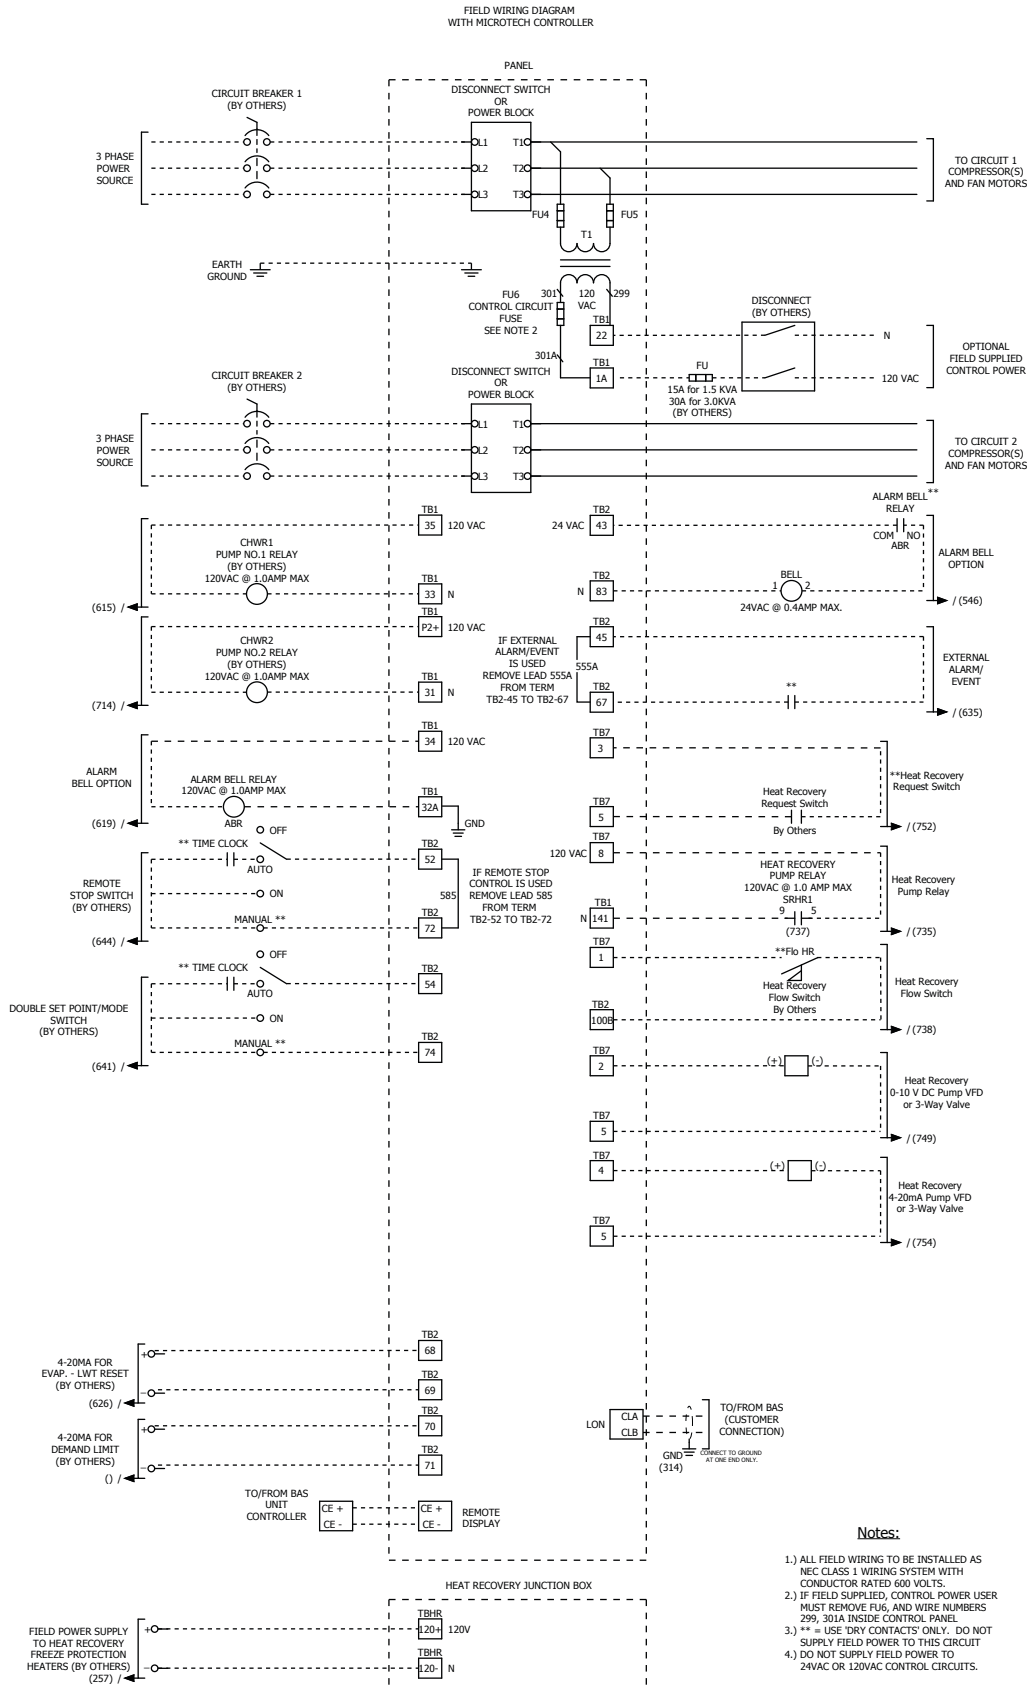 FIELD WIRING DIAGRAM
WITH MICROTECH CONTROLLER
PANEL
CIRCUIT BREAKER 1
(BY OTHERS)
DISCONNECT SWITCH
OR
POWER BLOCK
3 PHASE
POWER
SOURCE
L1
T1
L2
T2
L3
T3
TO CIRCUIT 1
COMPRESSOR(S)
AND FAN MOTORS
FU4
FU5
T1
EARTH
GROUND
301
120
VAC
299
FU6
CONTROL CIRCUIT
FUSE
SEE NOTE 2
301A
TB1
22
TB1
1A
DISCONNECT
(BY OTHERS)
N
120 VAC
FU
15A for 1.5 KVA
30A for 3.0KVA
(BY OTHERS)
OPTIONAL
FIELD SUPPLIED
CONTROL POWER
CIRCUIT BREAKER 2
(BY OTHERS)
DISCONNECT SWITCH
OR
POWER BLOCK
3 PHASE
POWER
SOURCE
L1
T1
L2
T2
L3
T3
TO CIRCUIT 2
COMPRESSOR(S)
AND FAN MOTORS
CHWR1
PUMP NO.1 RELAY
(BY OTHERS)
120VAC @ 1.0AMP MAX
(615) /
TB1
35
120 VAC
TB1
33
N
24 VAC
TB2
43
ALARM BELL**
RELAY
COM
NO
ABR
N
TB2
83
BELL
1
2
24VAC @ 0.4AMP MAX.
ALARM BELL
OPTION
/ (546)
CHWR2
PUMP NO.2 RELAY
(BY OTHERS)
120VAC @ 1.0AMP MAX
(714) /
TB1
P2+
120 VAC
TB1
31
N
IF EXTERNAL
ALARM/EVENT
IS USED
REMOVE LEAD 555A
FROM TERM
TB2-45 TO TB2-67
555A
TB2
45
TB2
67
**
EXTERNAL
ALARM/
EVENT
/ (635)
ALARM
BELL OPTION
(619) /
ALARM BELL RELAY
120VAC @ 1.0AMP MAX
ABR
TB1
34
120 VAC
TB1
32A
GND
TB7
3
TB7
5
Heat Recovery
Request Switch
By Others
**Heat Recovery
Request Switch
/ (752)
REMOTE
STOP SWITCH
(BY OTHERS)
(644) /
** TIME CLOCK
OFF
AUTO
ON
MANUAL **
TB2
52
585
TB2
72
IF REMOTE STOP
CONTROL IS USED
REMOVE LEAD 585
FROM TERM
TB2-52 TO TB2-72
120 VAC
TB7
8
N
TB1
141
HEAT RECOVERY
PUMP RELAY
120VAC @ 1.0 AMP MAX
SRHR1
9
5
(737)
Heat Recovery
Pump Relay
/ (735)
DOUBLE SET POINT/MODE
SWITCH
(BY OTHERS)
(641) /
** TIME CLOCK
OFF
AUTO
ON
MANUAL **
TB2
54
TB2
74
TB7
1
TB2
100B
**Flo HR
Heat Recovery
Flow Switch
By Others
Heat Recovery
Flow Switch
/ (738)
TB7
2
(+)
(-)
TB7
5
Heat Recovery
0-10 V DC Pump VFD
or 3-Way Valve
/ (749)
TB7
4
(+)
(-)
TB7
5
Heat Recovery
4-20mA Pump VFD
or 3-Way Valve
/ (754)
4-20MA FOR
EVAP. - LWT RESET
(BY OTHERS)
(626) /
+
−
TB2
68
TB2
69
4-20MA FOR
DEMAND LIMIT
(BY OTHERS)
() /
+
−
TB2
70
TB2
71
LON
CLA
CLB
TO/FROM BAS
(CUSTOMER
CONNECTION)
GND
(314)
CONNECT TO GROUND
AT ONE END ONLY.
TO/FROM BAS
UNIT
CONTROLLER
CE +
CE -
CE +
CE -
REMOTE
DISPLAY
HEAT RECOVERY JUNCTION BOX
FIELD POWER SUPPLY
TO HEAT RECOVERY
FREEZE PROTECTION
HEATERS (BY OTHERS)
(257) /
+
−
TBHR
120+
120V
TBHR
120-
N
Notes:
1.) ALL FIELD WIRING TO BE INSTALLED AS
NEC CLASS 1 WIRING SYSTEM WITH
CONDUCTOR RATED 600 VOLTS.
2.) IF FIELD SUPPLIED, CONTROL POWER USER
MUST REMOVE FU6, AND WIRE NUMBERS
299, 301A INSIDE CONTROL PANEL
3.) ** = USE 'DRY CONTACTS' ONLY. DO NOT
SUPPLY FIELD POWER TO THIS CIRCUIT
4.) DO NOT SUPPLY FIELD POWER TO
24VAC OR 120VAC CONTROL CIRCUITS.